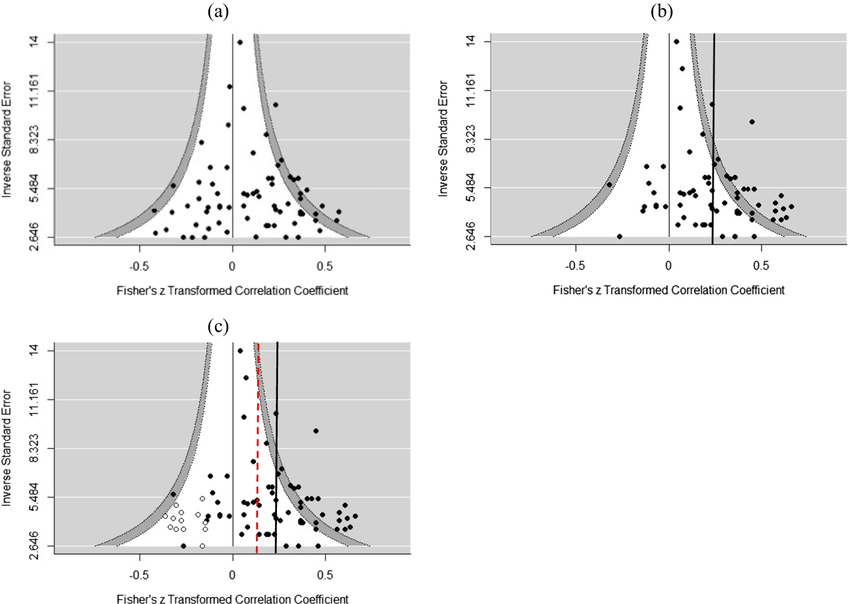 (a)
(b)
Inverse Standard Error
14
11.161
8.323
5.484
2.646
-0.5
0
0.5
Fisher's z Transformed Correlation Coefficient
Inverse Standard Error
14
11.161
8.323
5.484
2.646
-0.5
0
0.5
Fisher's z Transformed Correlation Coefficient
(c)
Inverse Standard Error
14
11.161
8.323
5.484
2.646
-0.5
0
0.5
Fisher's z Transformed Correlation Coefficient